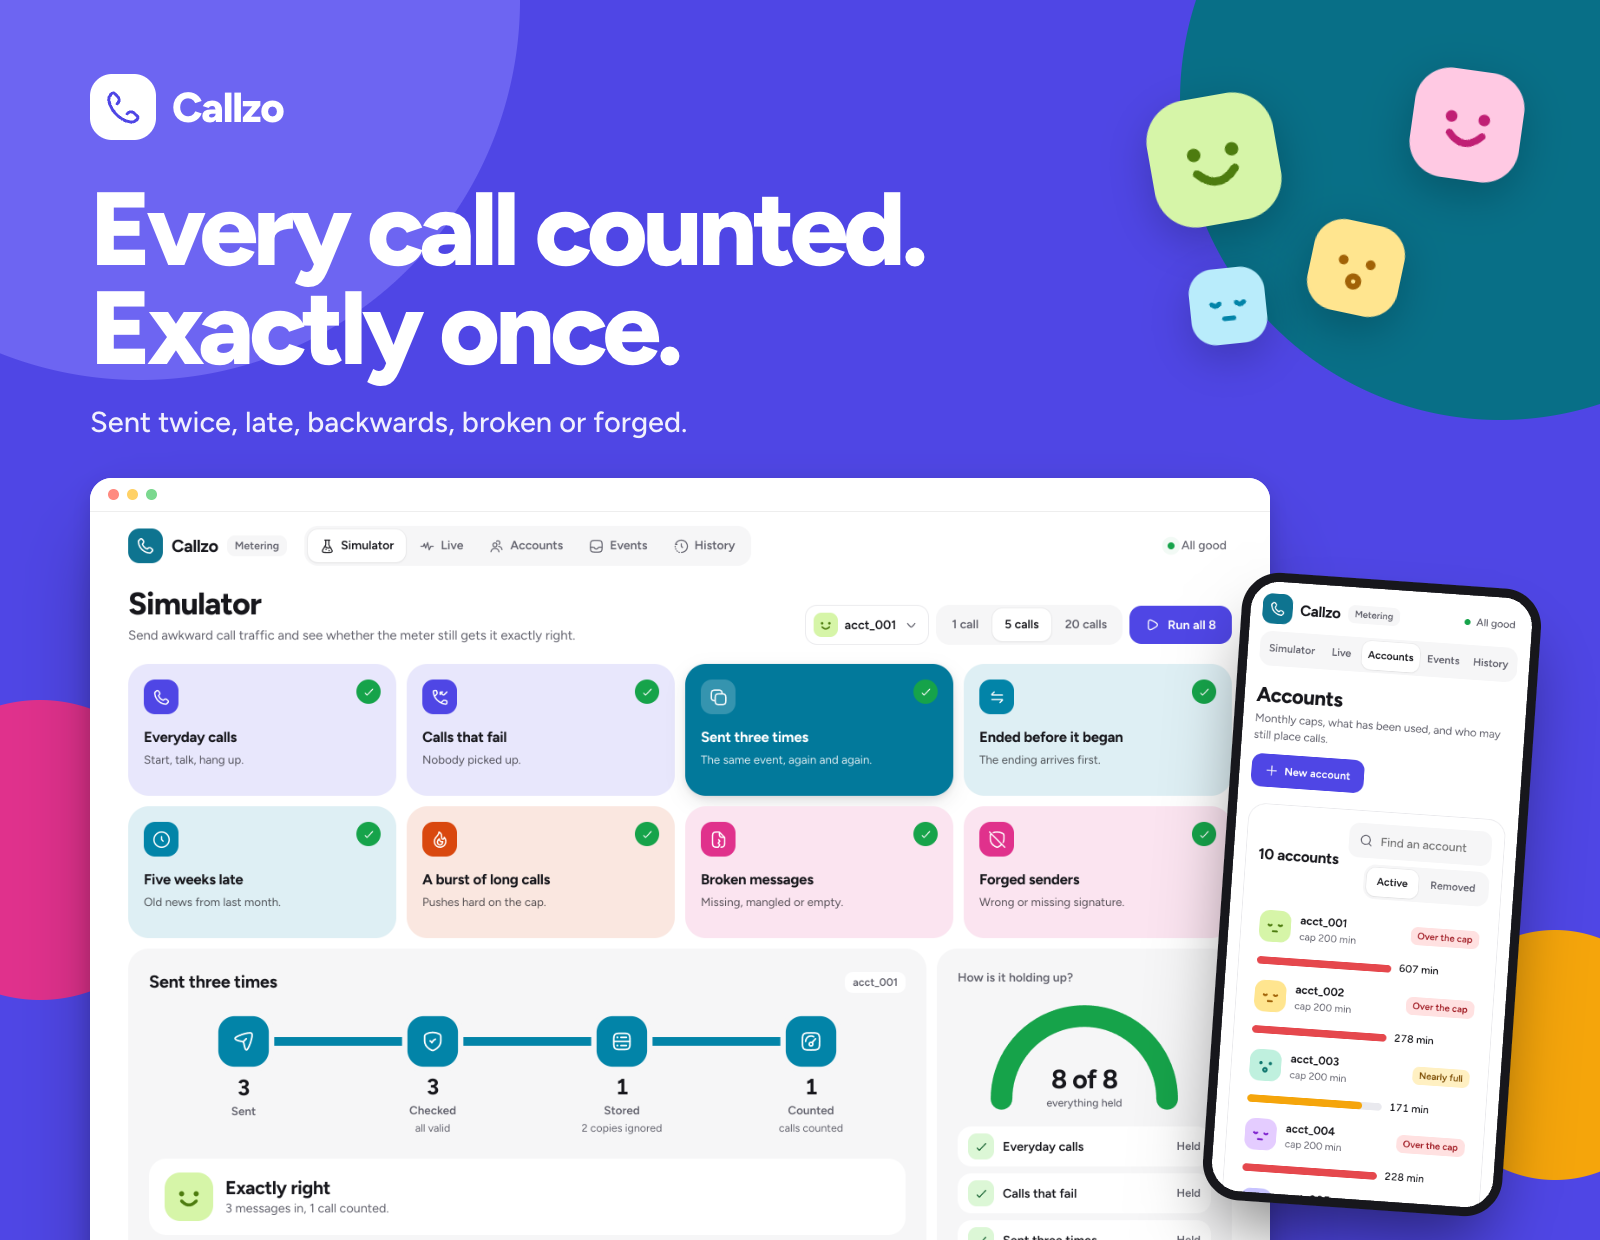 Callzo
Every call counted.
Exactly once.
Sent twice, late, backwards, broken or forged.
Callzo
Metering
Simulator
Live
Accounts
Events
History
All good
Simulator
Send awkward call traffic and see whether the meter still gets it exactly right.
acct_001
1 call
5 calls
20 calls
Run all 8
Everyday calls
Start, talk, hang up.
Calls that fail
Nobody picked up.
Sent three times
The same event, again and again.
Ended before it began
The ending arrives first.
Five weeks late
Old news from last month.
A burst of long calls
Pushes hard on the cap.
Broken messages
Missing, mangled or empty.
Forged senders
Wrong or missing signature.
Sent three times
acct_001
3
Sent
3
Checked
all valid
1
Stored
2 copies ignored
1
Counted
calls counted
Exactly right
3 messages in, 1 call counted.
How is it holding up?
8 of 8
everything held
Everyday calls
Held
Calls that fail
Held
Sent three times
Held
Callzo
Metering
All good
Simulator
Live
Accounts
Events
History
Accounts
Monthly caps, what has been used, and who may
still place calls.
New account
10 accounts
Find an account
Active
Removed
acct_001
cap 200 min
Over the cap
607 min
acct_002
cap 200 min
Over the cap
278 min
acct_003
cap 200 min
Nearly full
171 min
acct_004
cap 200 min
Over the cap
228 min